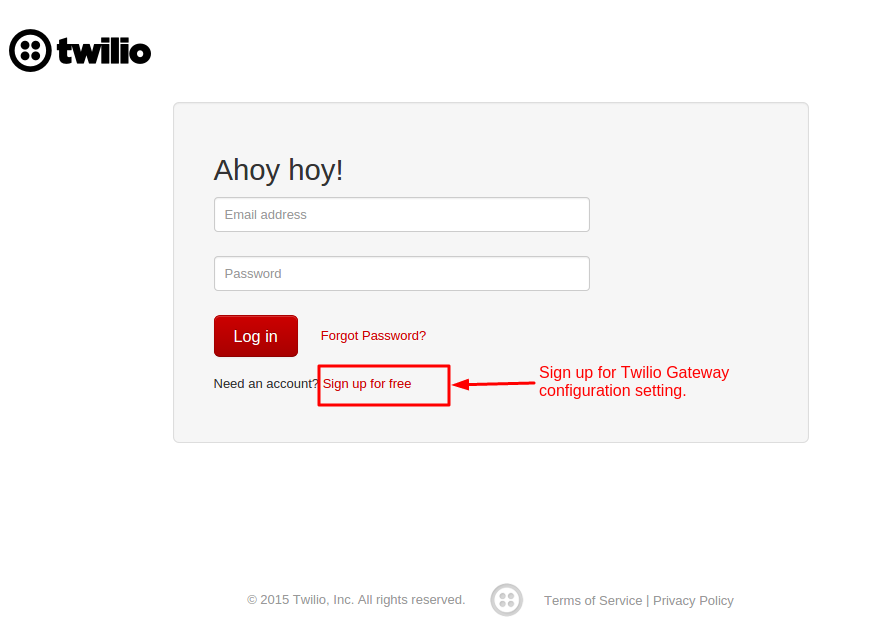 twilio
Ahoy hoy!
Email address
Password
Log in
Forgot Password?
Need an account? Sign up for free
Sign up for Twilio Gateway
configuration setting.
© 2015 Twilio, Inc. All rights reserved.
Terms of Service | Privacy Policy